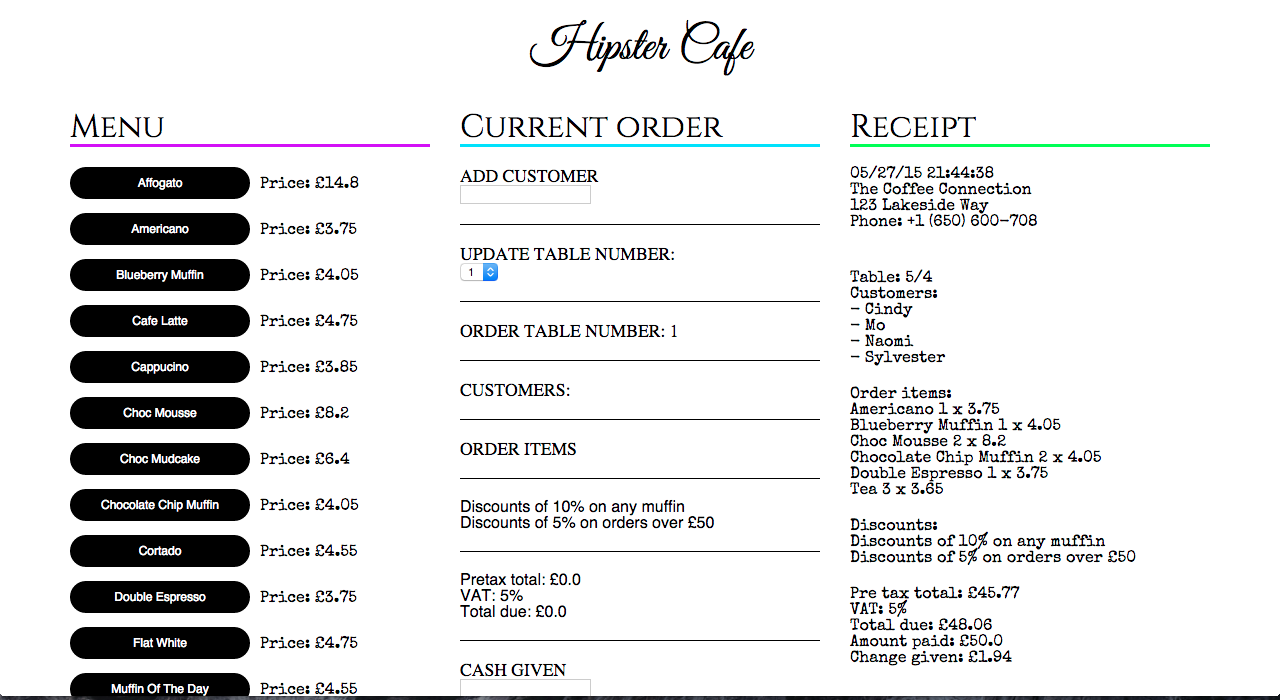 Hipster Cafe
Menu
Affogato Price: £14.8
Americano Price: £3.75
Blueberry Muffin Price: £4.05
Cafe Latte Price: £4.75
Cappucino Price: £3.85
Choc Mousse Price: £8.2
Choc Mudcake Price: £6.4
Chocolate Chip Muffin Price: £4.05
Cortado Price: £4.55
Double Espresso Price: £3.75
Flat White Price: £4.75
Muffin Of The Day Price: £4.55
Current order
ADD CUSTOMER
UPDATE TABLE NUMBER:
1
ORDER TABLE NUMBER: 1
CUSTOMERS:
ORDER ITEMS
Discounts of 10% on any muffin
Discounts of 5% on orders over £50
Pretax total: £0.0
VAT: 5%
Total due: £0.0
CASH GIVEN
Receipt
05/27/15 21:44:38
The Coffee Connection
123 Lakeside Way
Phone: +1 (650) 600-708
Table: 5/4
Customers:
- Cindy
- Mo
- Naomi
- Sylvester
Order items:
Americano 1 x 3.75
Blueberry Muffin 1 x 4.05
Choc Mousse 2 x 8.2
Chocolate Chip Muffin 2 x 4.05
Double Espresso 1 x 3.75
Tea 3 x 3.65
Discounts:
Discounts of 10% on any muffin
Discounts of 5% on orders over £50
Pre tax total: £45.77
VAT: 5%
Total due: £48.06
Amount paid: £50.0
Change given: £1.94